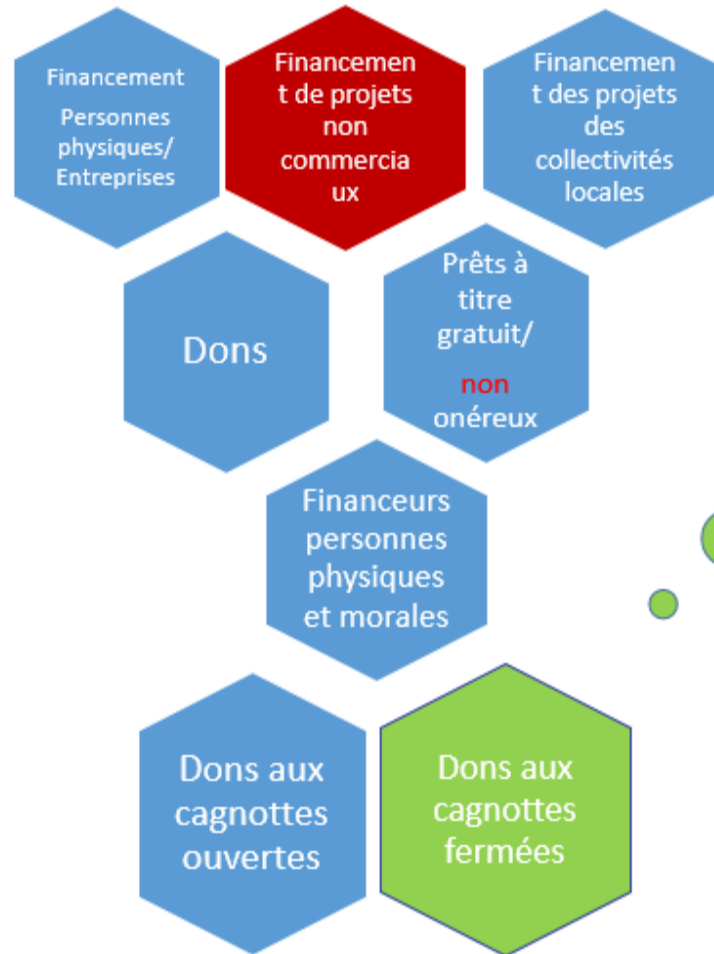 Financement
Personnes
physiques/
Entreprises
Financemen
t de projets
non
commercia
ux
Financemen
t des projets
des
collectivités
locales
Dons
Prêts à
titre
gratuit/
non
onéreux
Financeurs
personnes
physiques
et morales
Dons aux
cagnottes
ouvertes
Dons aux
cagnottes
fermées